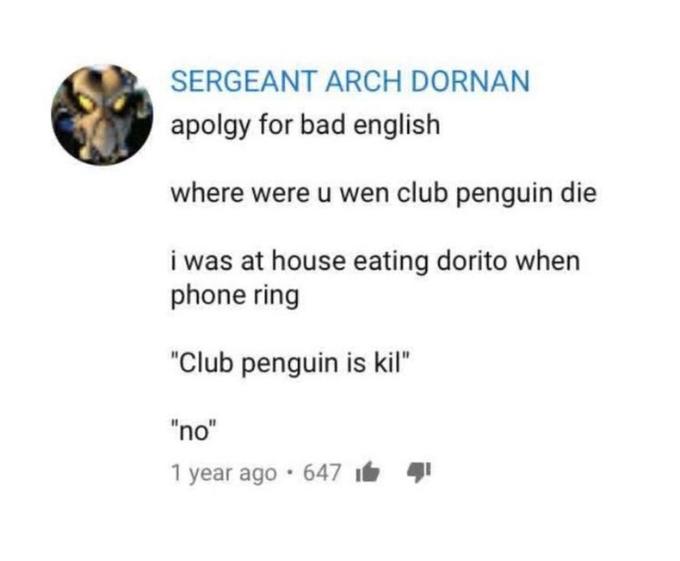 SERGEANT ARCH DORNAN
apolgy for bad english
where were u wen club penguin die
i was at house eating dorito when
phone ring
"Club penguin is kil"
"no"
1 year ago • 647